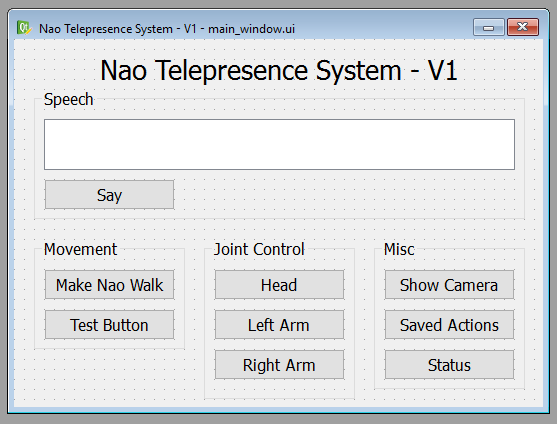 Nao Telepresence System - V1 - main_window.ui
Nao Telepresence System - V1
Speech
Say
Movement
Make Nao Walk
Test Button
Joint Control
Head
Left Arm
Right Arm
Misc
Show Camera
Saved Actions
Status